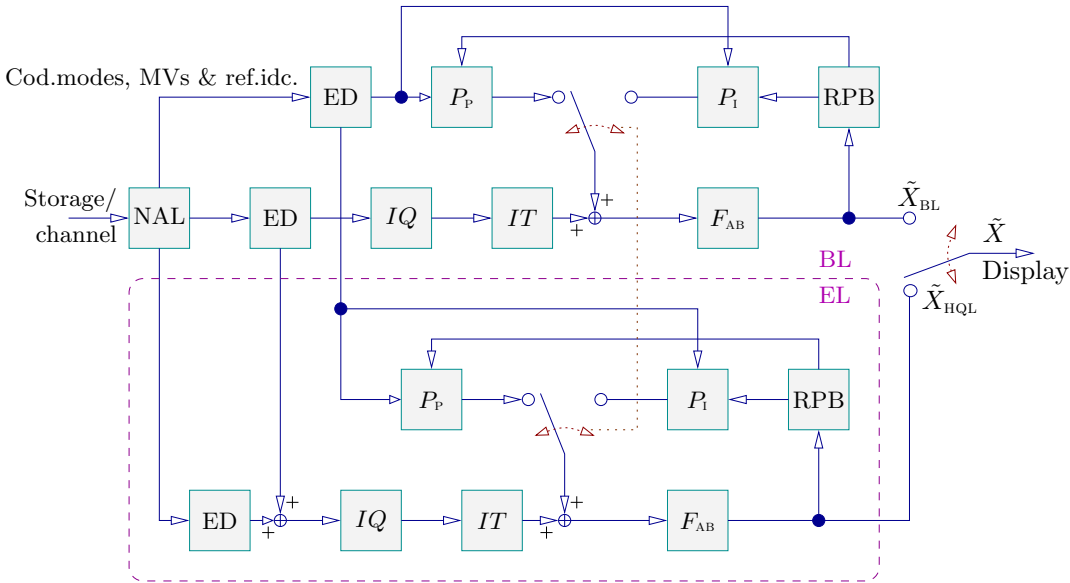 Cod.modes, MVs & ref.idc.
ED
P_P
P_I
RPB
Storage/
channel
NAL
ED
IQ
IT
+
+
F_AB
X̃_BL
X̃
Display
BL
EL
X̃_HQL
P_P
P_I
RPB
ED
+
+
IQ
IT
+
+
F_AB